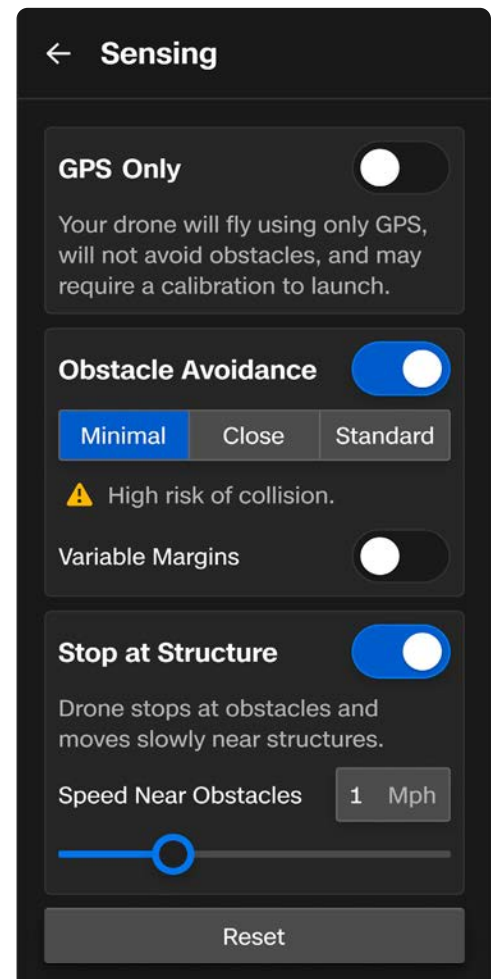 Sensing
GPS Only
Your drone will fly using only GPS,
will not avoid obstacles, and may
require a calibration to launch.
Obstacle Avoidance
Minimal Close Standard
High risk of collision.
Variable Margins
Stop at Structure
Drone stops at obstacles and
moves slowly near structures.
Speed Near Obstacles 1 Mph
Reset